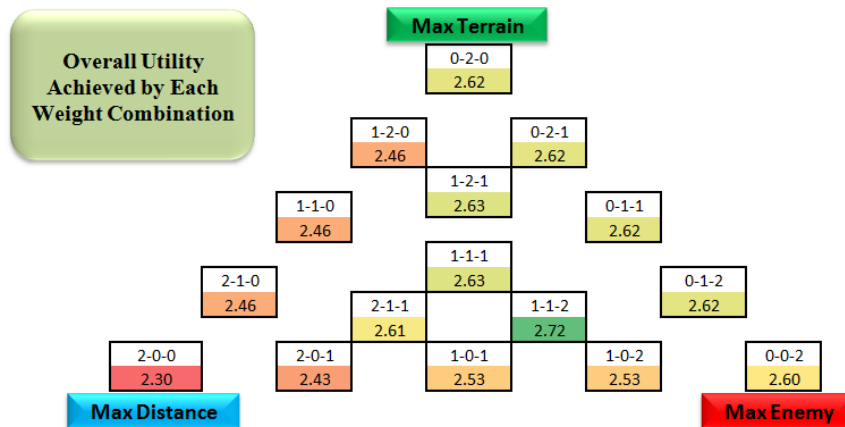 Max Terrain
Overall Utility
Achieved by Each
Weight Combination
0-2-0
2.62
1-2-0 0-2-1
2.46 2.62
1-2-1
2.63
1-1-0 0-1-1
2.46 2.62
1-1-1
2.63
2-1-0 0-1-2
2.46 2.62
2-1-1 1-1-2
2.61 2.72
2-0-0 2-0-1 1-0-1 1-0-2 0-0-2
2.30 2.43 2.53 2.53 2.60
Max Distance Max Enemy